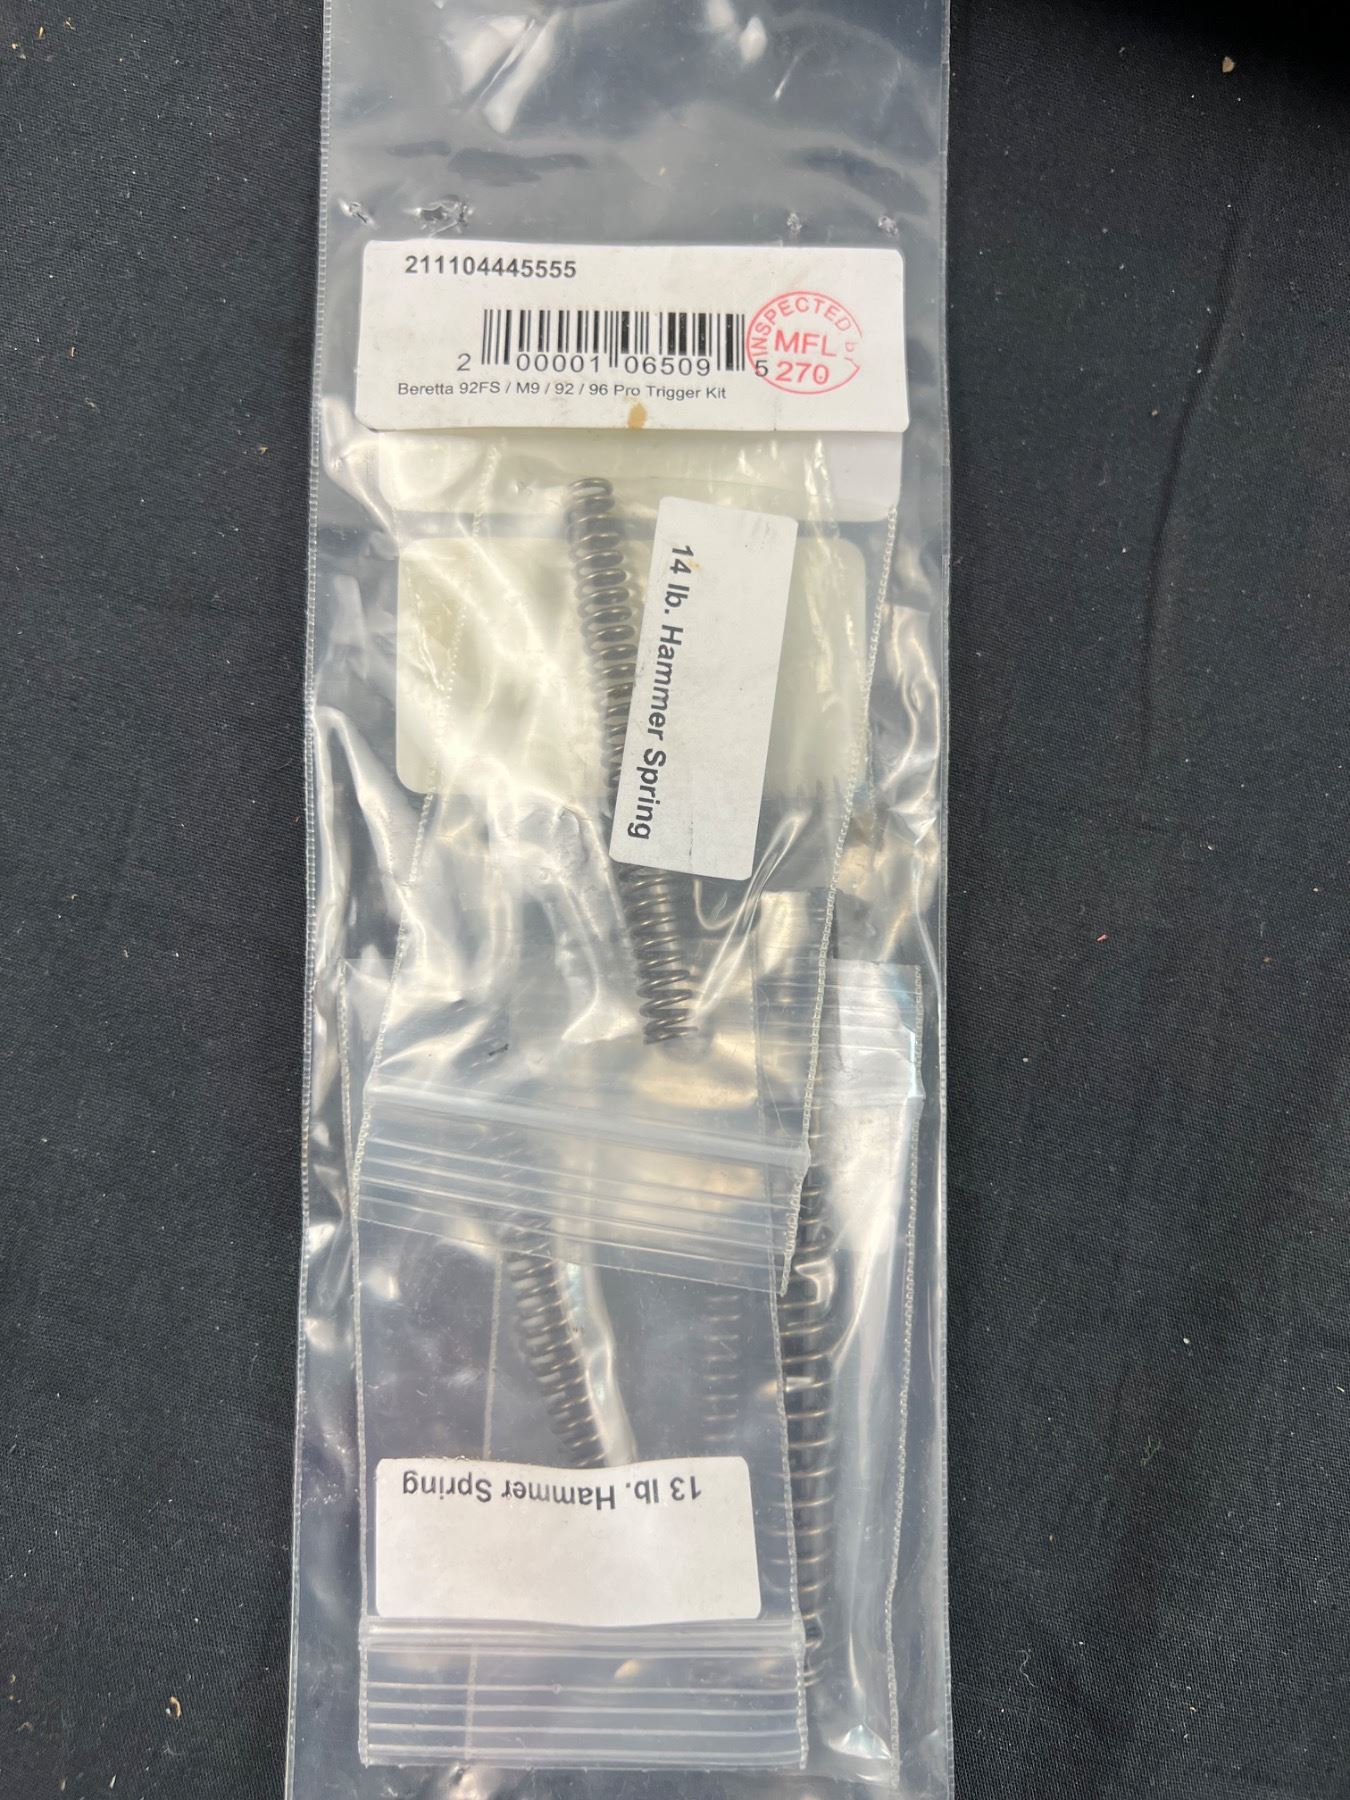 211104445555
2 00001 06509 5
INSPECTED by
MFL
270
Beretta 92FS / M9 / 92 / 96 Pro Trigger Kit
14 lb. Hammer Spring
13 lb. Hammer Spring